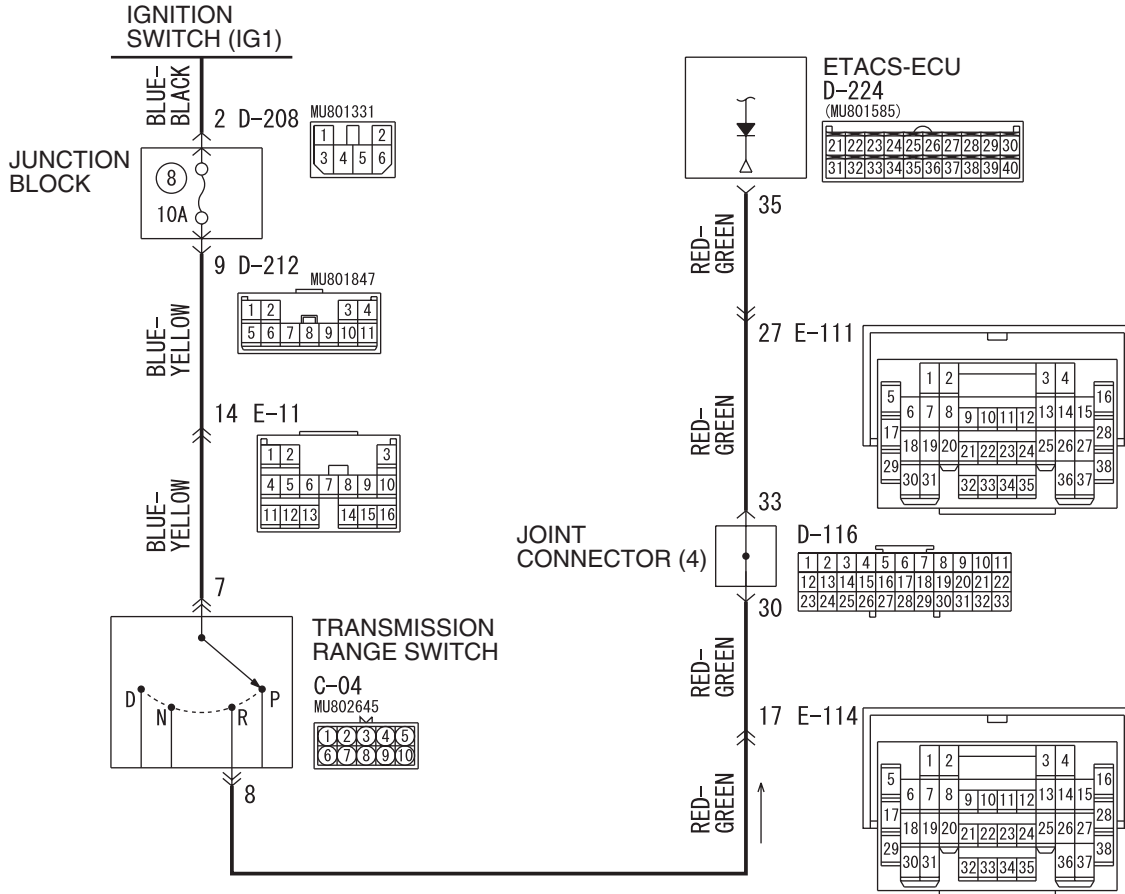 IGNITION
SWITCH (IG1)
BLUE-
BLACK
2 D-208
MU801331
1 2
3 4 5 6
JUNCTION
BLOCK
8
10A
9 D-212
MU801847
1 2 3 4
5 6 7 8 9 10 11
BLUE-
YELLOW
14 E-11
1 2 3
4 5 6 7 8 9 10
11 12 13 14 15 16
BLUE-
YELLOW
7
TRANSMISSION
RANGE SWITCH
C-04
MU802645
1 2 3 4 5
6 7 8 9 10
D N R P
8
ETACS-ECU
D-224
(MU801585)
21 22 23 24 25 26 27 28 29 30
31 32 33 34 35 36 37 38 39 40
35
RED-
GREEN
27 E-111
1 2 3 4
5 16
6 7 8 9 10 11 12 13 14 15
17 28
18 19 20 21 22 23 24 25 26 27
29 38
30 31 32 33 34 35 36 37
RED-
GREEN
33
JOINT
CONNECTOR (4)
D-116
1 2 3 4 5 6 7 8 9 10 11
12 13 14 15 16 17 18 19 20 21 22
23 24 25 26 27 28 29 30 31 32 33
30
RED-
GREEN
17 E-114
1 2 3 4
5 16
6 7 8 9 10 11 12 13 14 15
17 28
18 19 20 21 22 23 24 25 26 27
29 38
30 31 32 33 34 35 36 37
RED-
GREEN